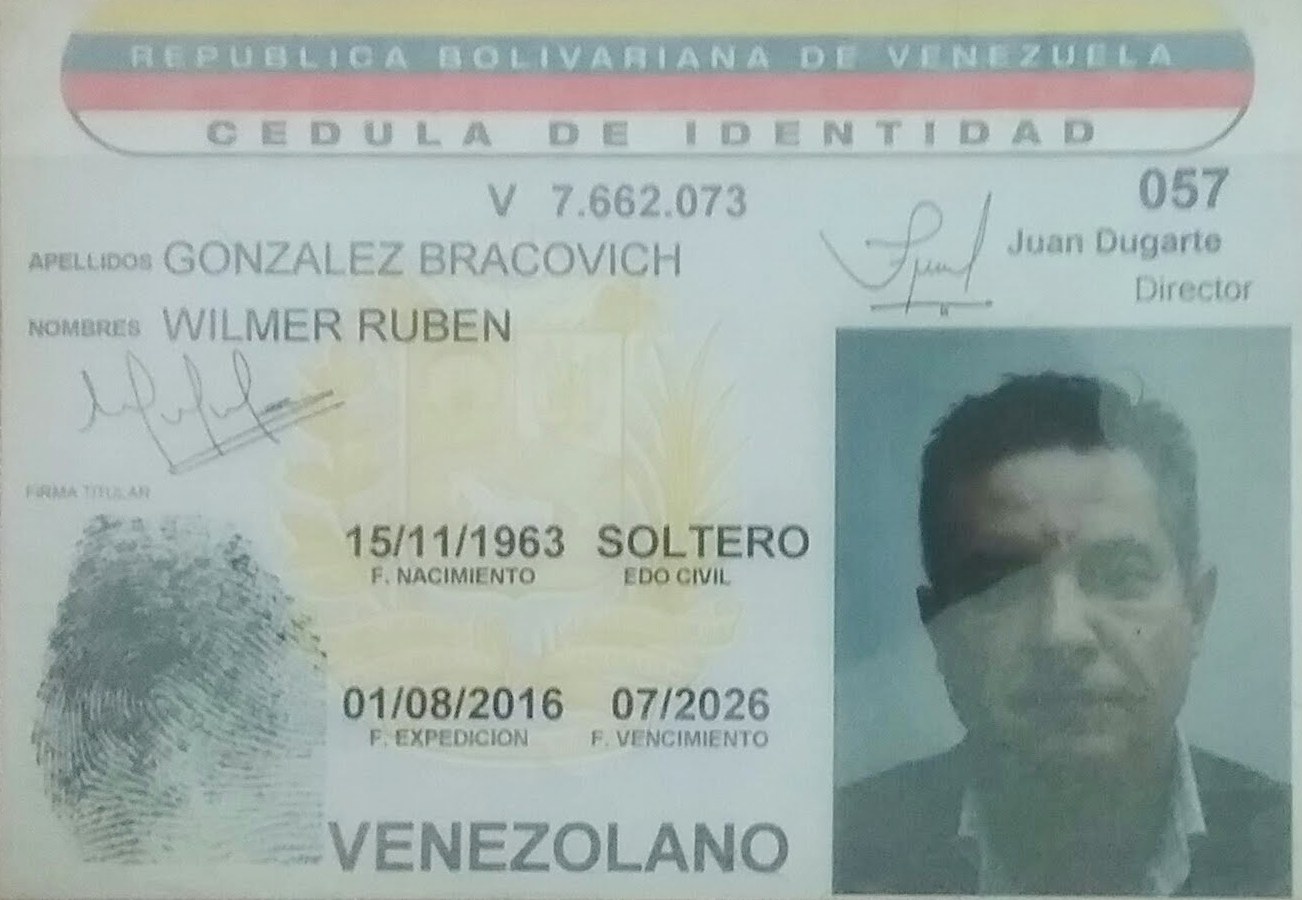 REPUBLICA BOLIVARIANA DE VENEZUELA
CEDULA DE IDENTIDAD
V 7.662.073
057
Juan Dugarte
Director
APELLIDOS GONZALEZ BRACOVICH
NOMBRES WILMER RUBEN
FIRMA TITULAR
15/11/1963 SOLTERO
F. NACIMIENTO EDO CIVIL
01/08/2016 07/2026
F. EXPEDICION F. VENCIMIENTO
VENEZOLANO